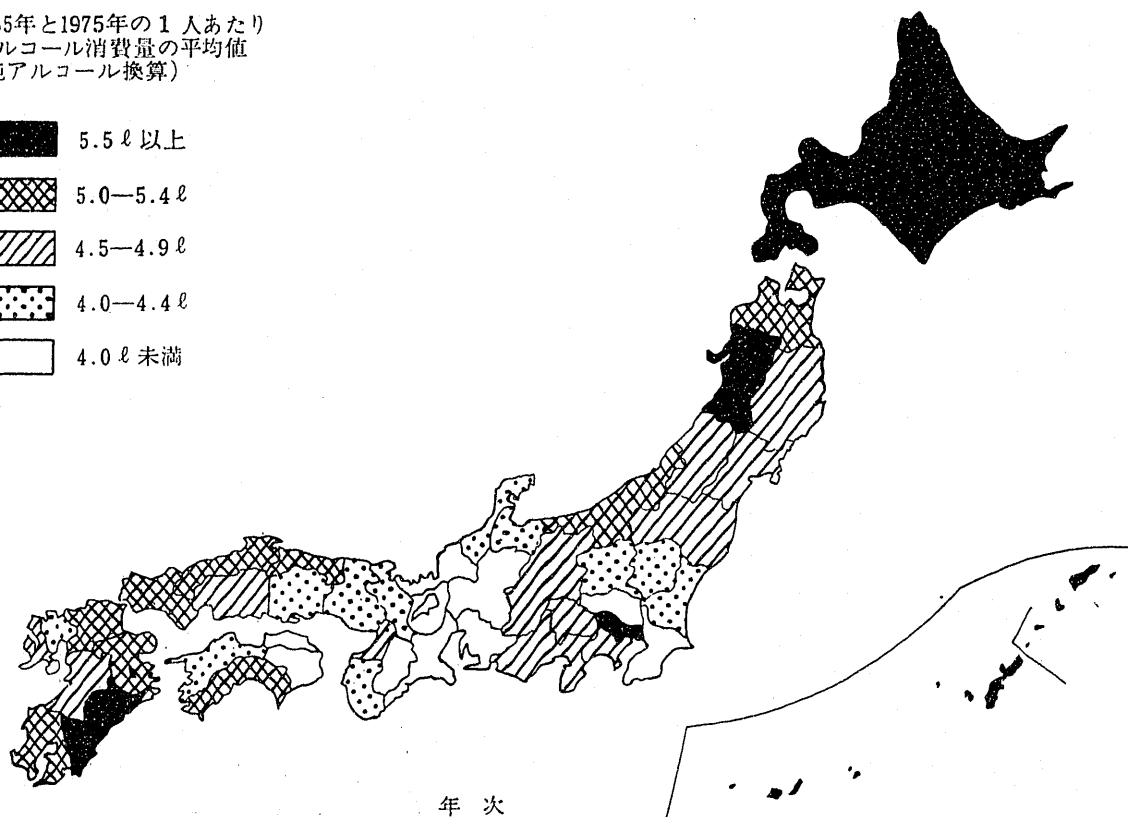 5年と1975年の1人あたり
ルコール消費量の平均値
アルコール換算)
5.5ℓ以上
5.0—5.4ℓ
4.5—4.9ℓ
4.0—4.4ℓ
4.0ℓ未満
年次